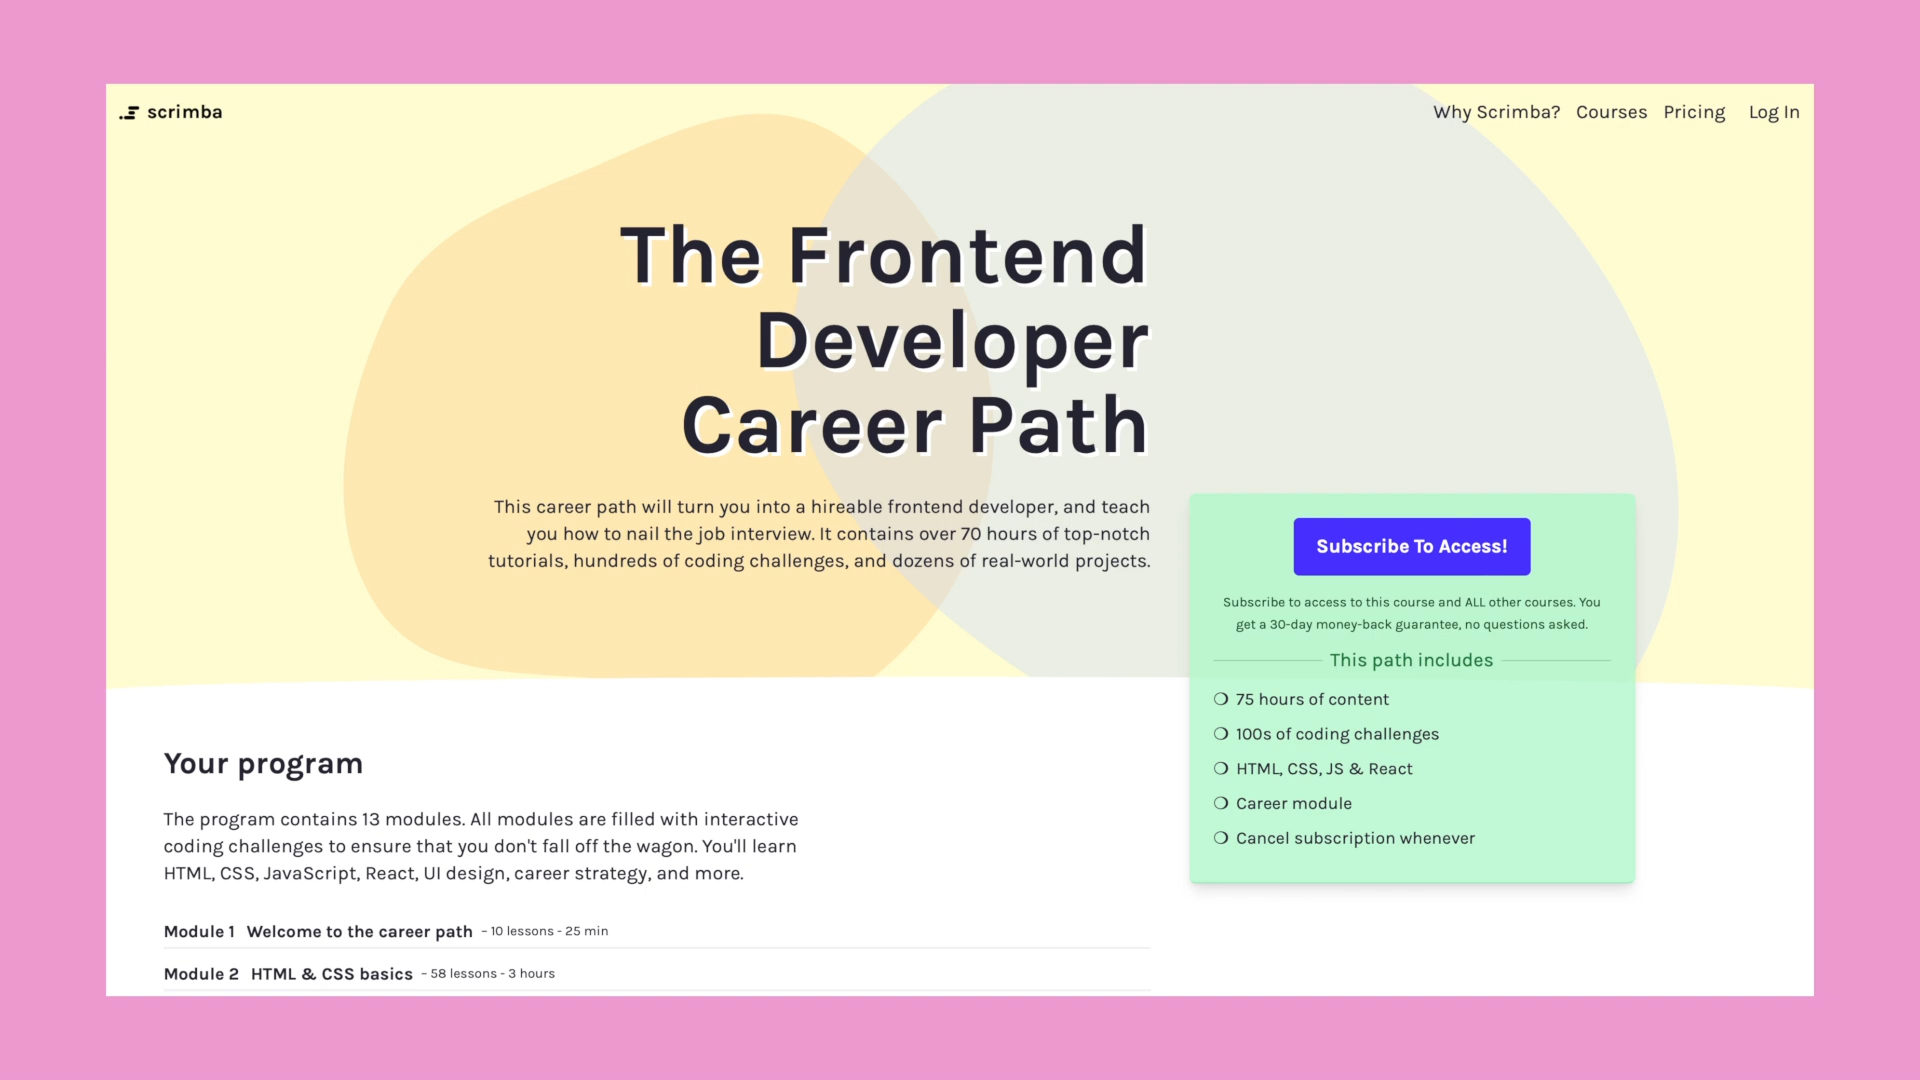 scrimba
Why Scrimba? Courses Pricing Log In
The Frontend
Developer
Career Path
This career path will turn you into a hireable frontend developer, and teach
you how to nail the job interview. It contains over 70 hours of top-notch
tutorials, hundreds of coding challenges, and dozens of real-world projects.
Subscribe To Access!
Subscribe to access to this course and ALL other courses. You
get a 30-day money-back guarantee, no questions asked.
This path includes
75 hours of content
100s of coding challenges
HTML, CSS, JS & React
Career module
Cancel subscription whenever
Your program
The program contains 13 modules. All modules are filled with interactive
coding challenges to ensure that you don't fall off the wagon. You'll learn
HTML, CSS, JavaScript, React, UI design, career strategy, and more.
Module 1 Welcome to the career path - 10 lessons - 25 min
Module 2 HTML & CSS basics - 58 lessons - 3 hours